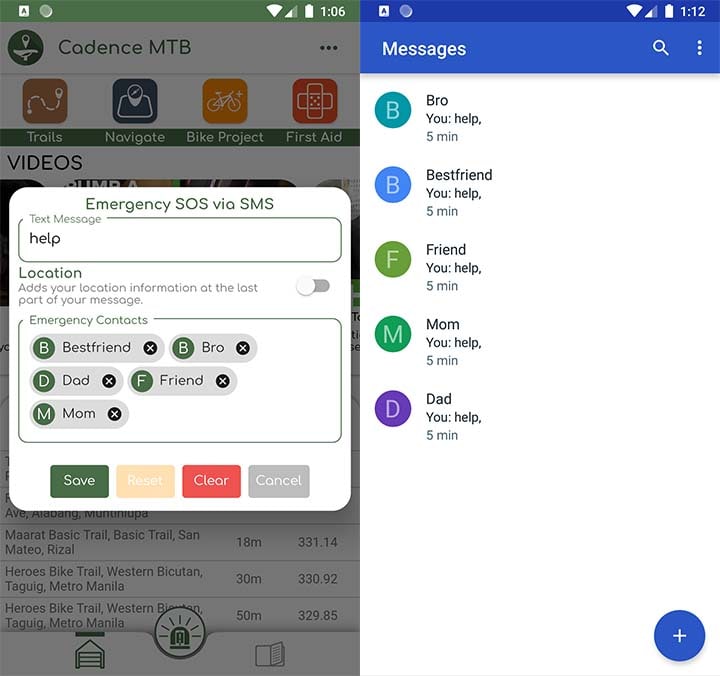 A
1:06
Cadence MTB
Trails
Navigate
Bike Project
First Aid
VIDEOS
Emergency SOS via SMS
Text Message
help
Location
Adds your location information at the last
part of your message.
Emergency Contacts
B Bestfriend
B Bro
D Dad
F Friend
M Mom
Save
Reset
Clear
Cancel
Ave, Alabang, Muntinlupa
Maarat Basic Trail, Basic Trail, San
Mateo, Rizal
18m
331.14
Heroes Bike Trail, Western Bicutan,
Taguig, Metro Manila
30m
330.92
Heroes Bike Trail, Western Bicutan,
Taguig, Metro Manila
50m
329.85
A
1:12
Messages
B
Bro
You: help,
5 min
B
Bestfriend
You: help,
5 min
F
Friend
You: help,
5 min
M
Mom
You: help,
5 min
D
Dad
You: help,
5 min